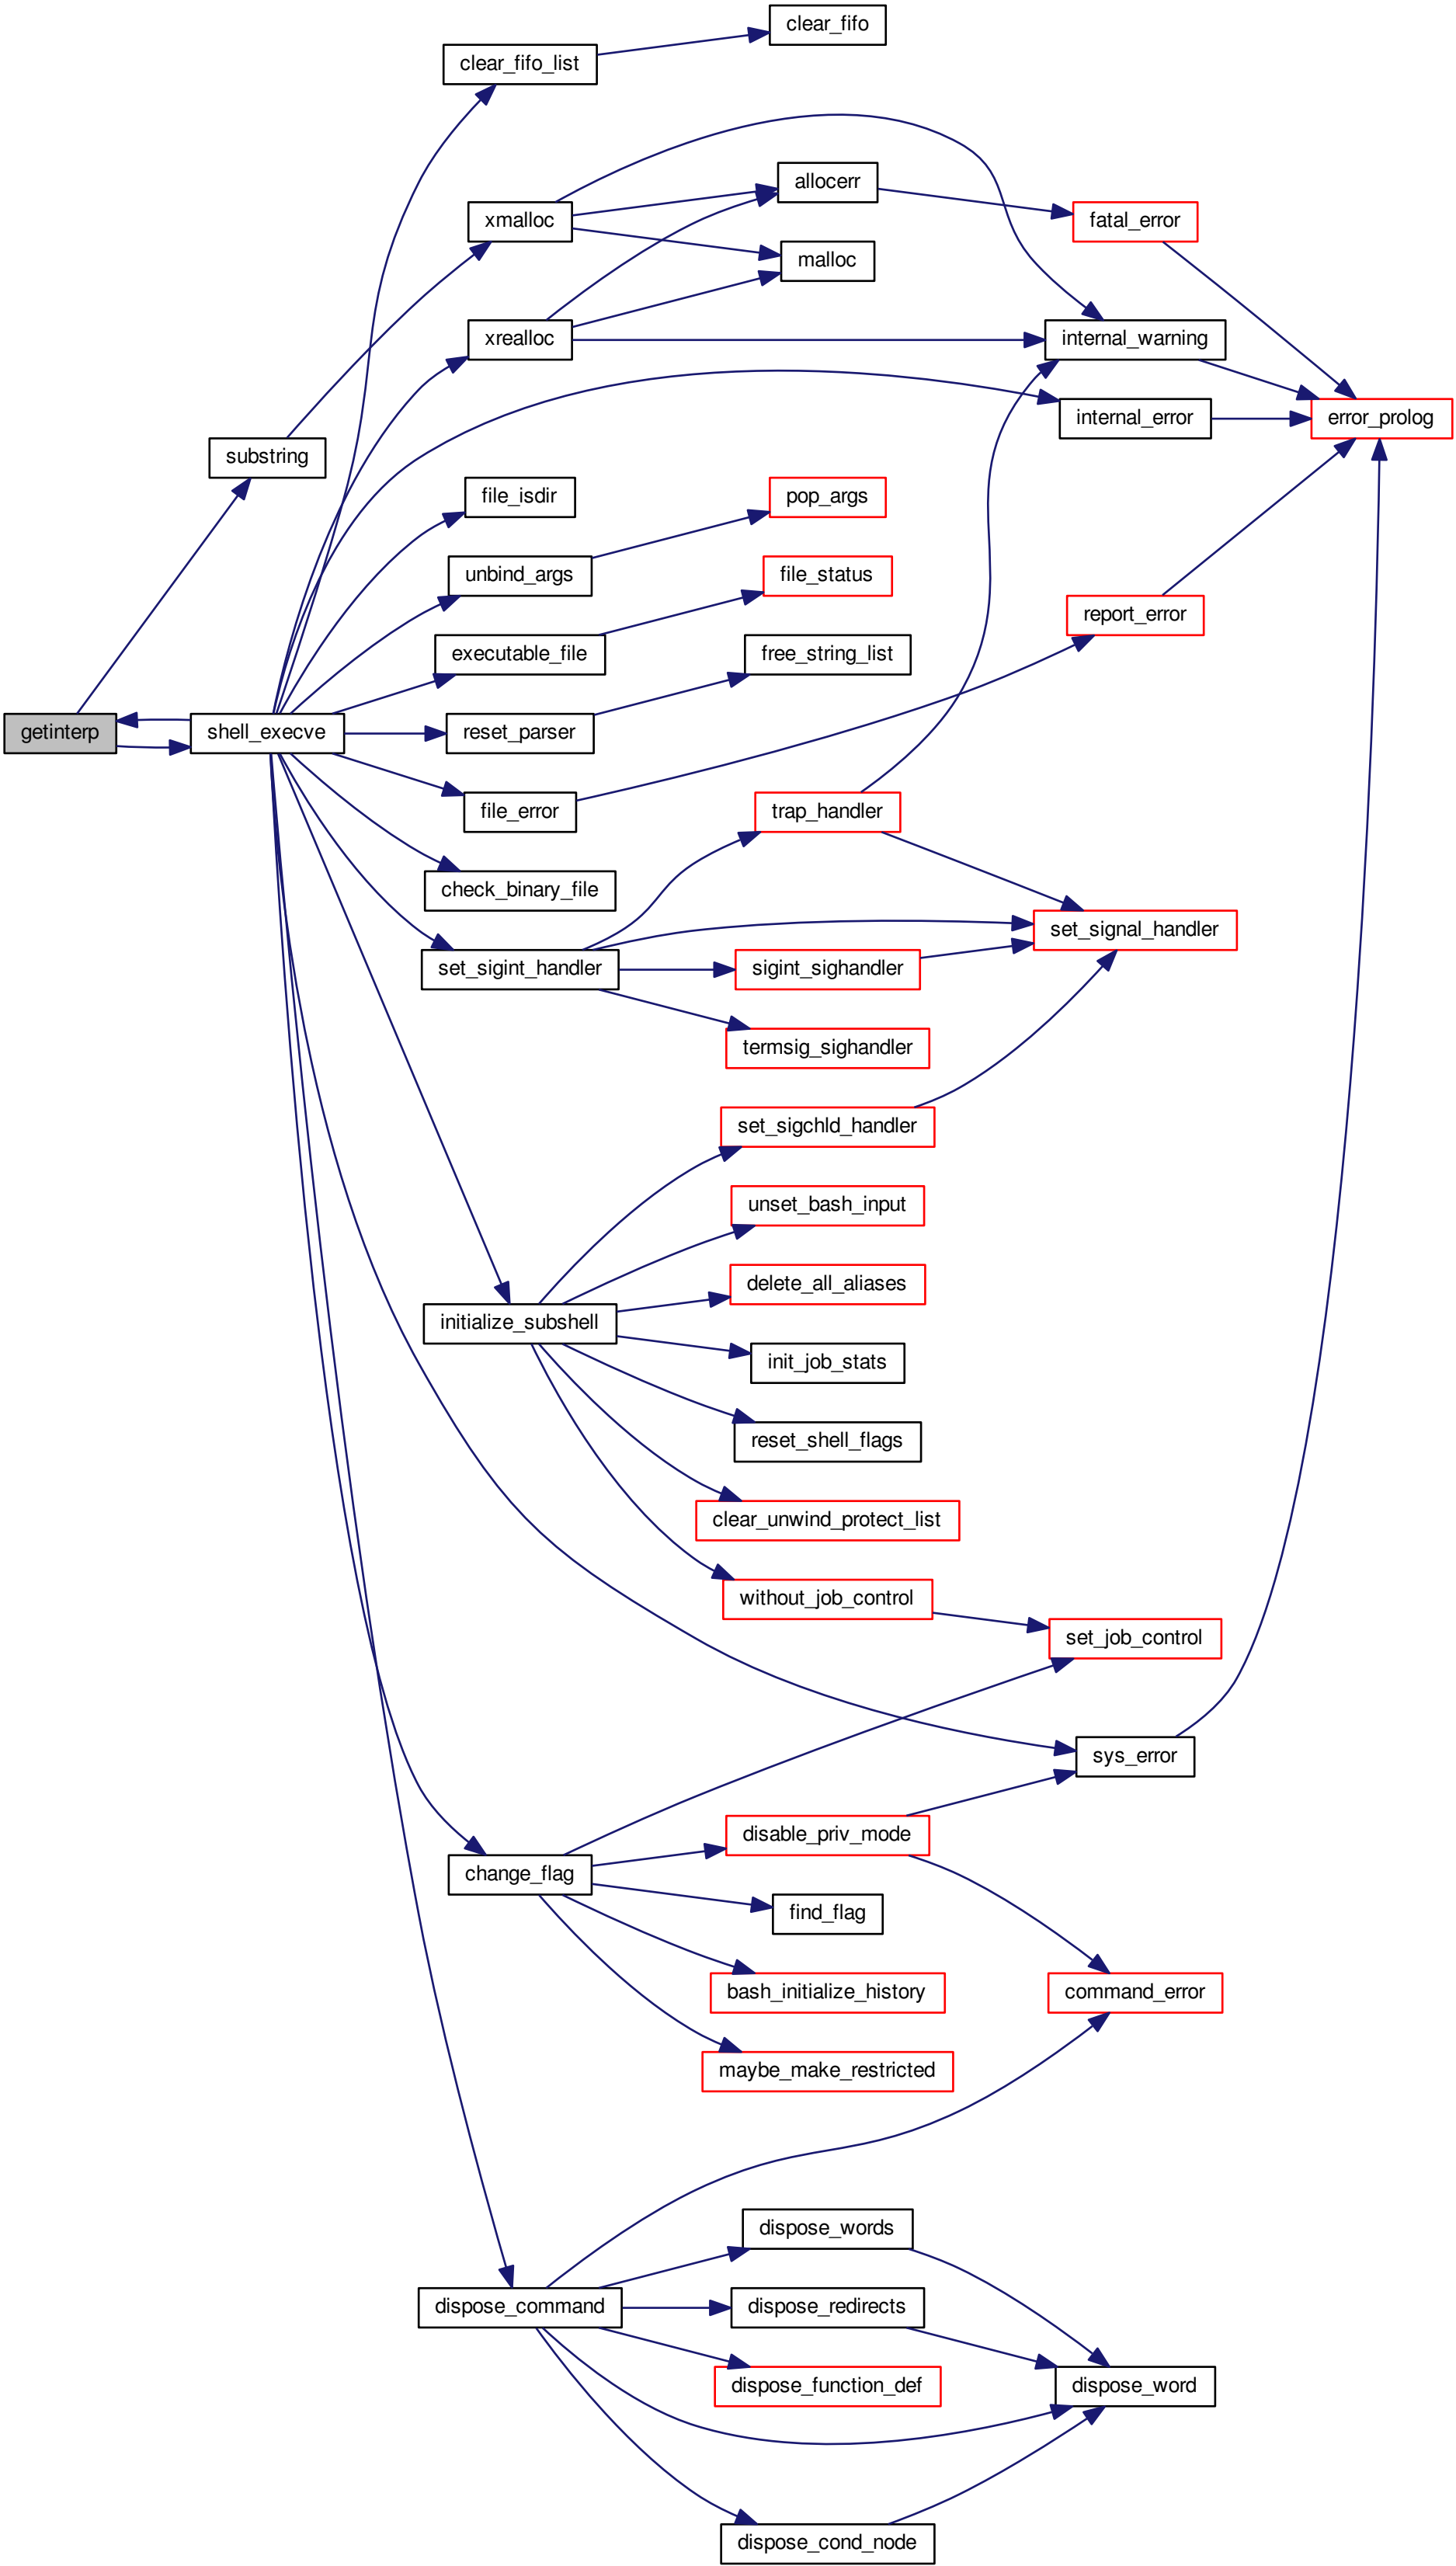 clear_fifo
clear_fifo_list
allocerr
xmalloc
fatal_error
malloc
xrealloc
internal_warning
internal_error
error_prolog
substring
file_isdir
pop_args
unbind_args
file_status
report_error
executable_file
free_string_list
getinterp
shell_execve
reset_parser
file_error
trap_handler
check_binary_file
set_signal_handler
set_sigint_handler
sigint_sighandler
termsig_sighandler
set_sigchld_handler
unset_bash_input
delete_all_aliases
initialize_subshell
init_job_stats
reset_shell_flags
clear_unwind_protect_list
without_job_control
set_job_control
sys_error
disable_priv_mode
change_flag
find_flag
bash_initialize_history
command_error
maybe_make_restricted
dispose_words
dispose_command
dispose_redirects
dispose_function_def
dispose_word
dispose_cond_node